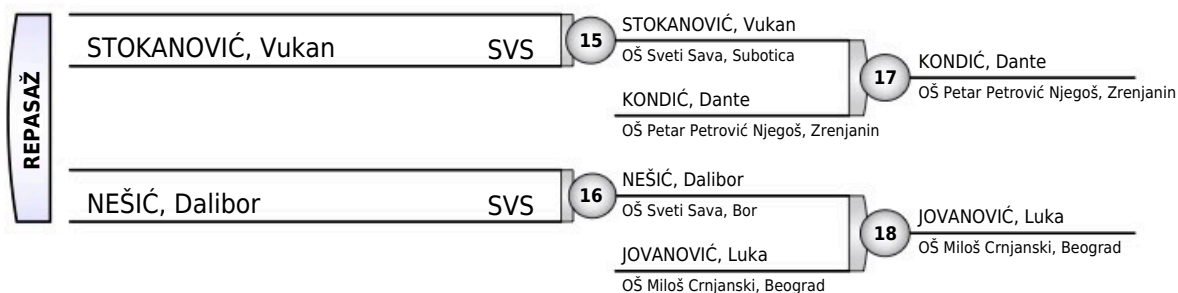 REPASAŽ
STOKANOVIĆ, Vukan SVS
15
STOKANOVIĆ, Vukan
OŠ Sveti Sava, Subotica
KONDIĆ, Dante
OŠ Petar Petrović Njegoš, Zrenjanin
17
KONDIĆ, Dante
OŠ Petar Petrović Njegoš, Zrenjanin
NEŠIĆ, Dalibor SVS
16
NEŠIĆ, Dalibor
OŠ Sveti Sava, Bor
JOVANOVIĆ, Luka
OŠ Miloš Crnjanski, Beograd
18
JOVANOVIĆ, Luka
OŠ Miloš Crnjanski, Beograd